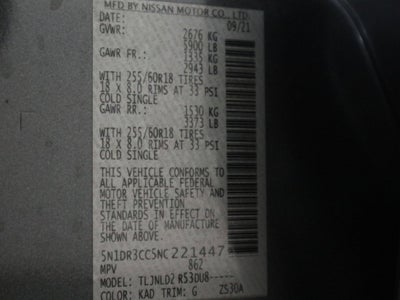 MFD BY NISSAN MOTOR CO., LTD.
DATE: 09/21
GVWR: 2676 KG
5900 LB
GAWR FR.: 1335 KG
2943 LB
WITH 255/60R18 TIRES
18 X 8.0 RIMS AT 33 PSI
COLD SINGLE
GAWR RR.: 1530 KG
3373 LB
WITH 255/60R18 TIRES
18 X 8.0 RIMS AT 33 PSI
COLD SINGLE
THIS VEHICLE CONFORMS TO
ALL APPLICABLE FEDERAL
MOTOR VEHICLE SAFETY AND
THEFT PREVENTION
STANDARDS IN EFFECT ON
THE DATE OF MANUFACTURE
SHOWN ABOVE.
5N1DR3CC5NC221447
MPV 862
MODEL: TLJNLD2 R53DU8-----
COLOR: KAD TRIM: G Z530A